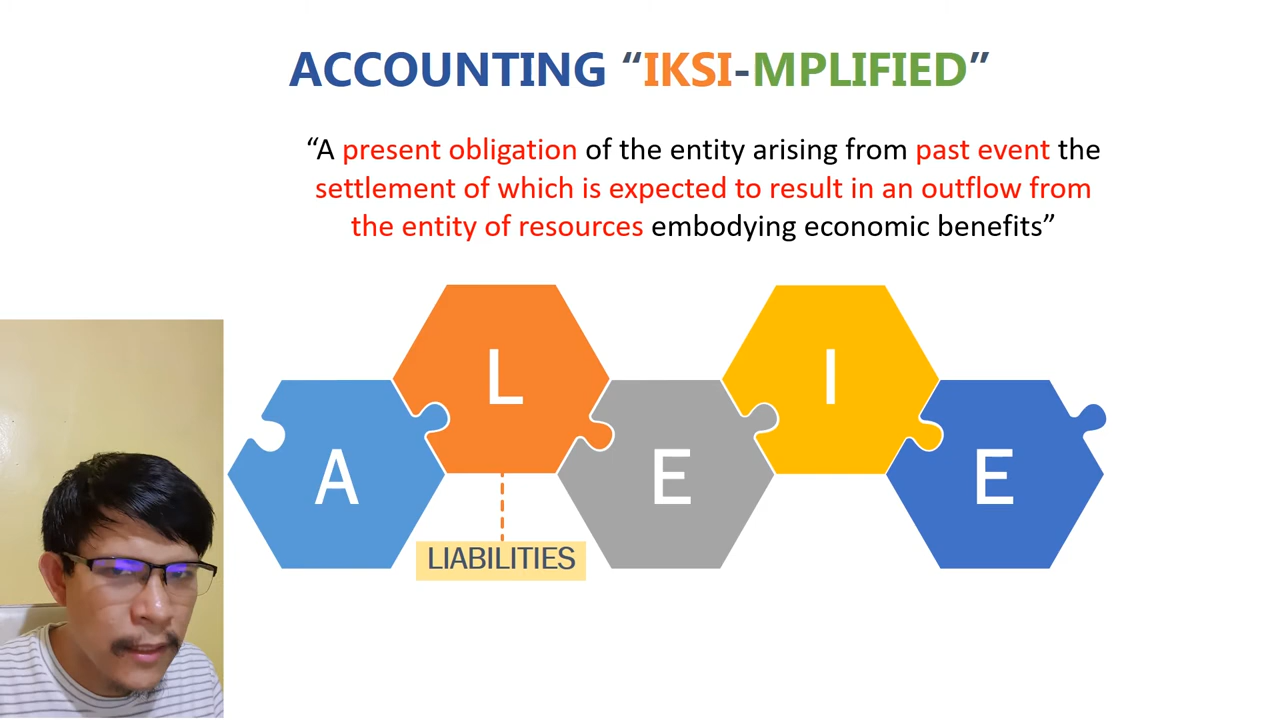 ACCOUNTING “IKSI-MPLIFIED”
“A present obligation of the entity arising from past event the
settlement of which is expected to result in an outflow from
the entity of resources embodying economic benefits”
L
I
A
E
E
LIABILITIES